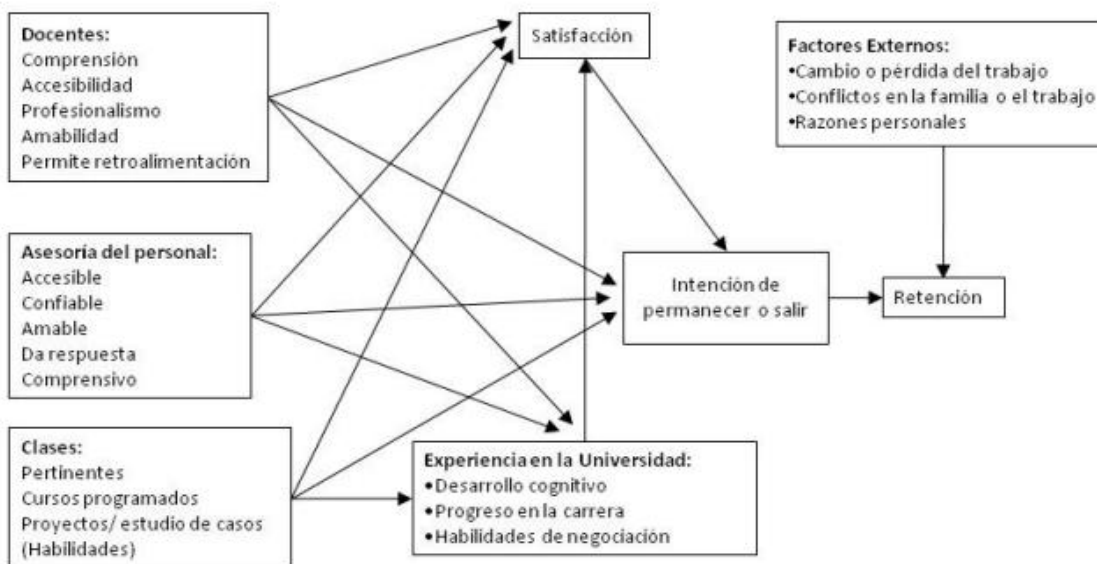 Docentes:
Comprensión
Accesibilidad
Profesionalismo
Amabilidad
Permite retroalimentación
Satisfacción
Factores Externos:
•Cambio o pérdida del trabajo
•Conflictos en la familia o el trabajo
•Razones personales
Asesoría del personal:
Accesible
Confiable
Amable
Da respuesta
Comprensivo
Intención de
permanecer o salir
Retención
Clases:
Pertinentes
Cursos programados
Proyectos/ estudio de casos
(Habilidades)
Experiencia en la Universidad:
•Desarrollo cognitivo
•Progreso en la carrera
•Habilidades de negociación